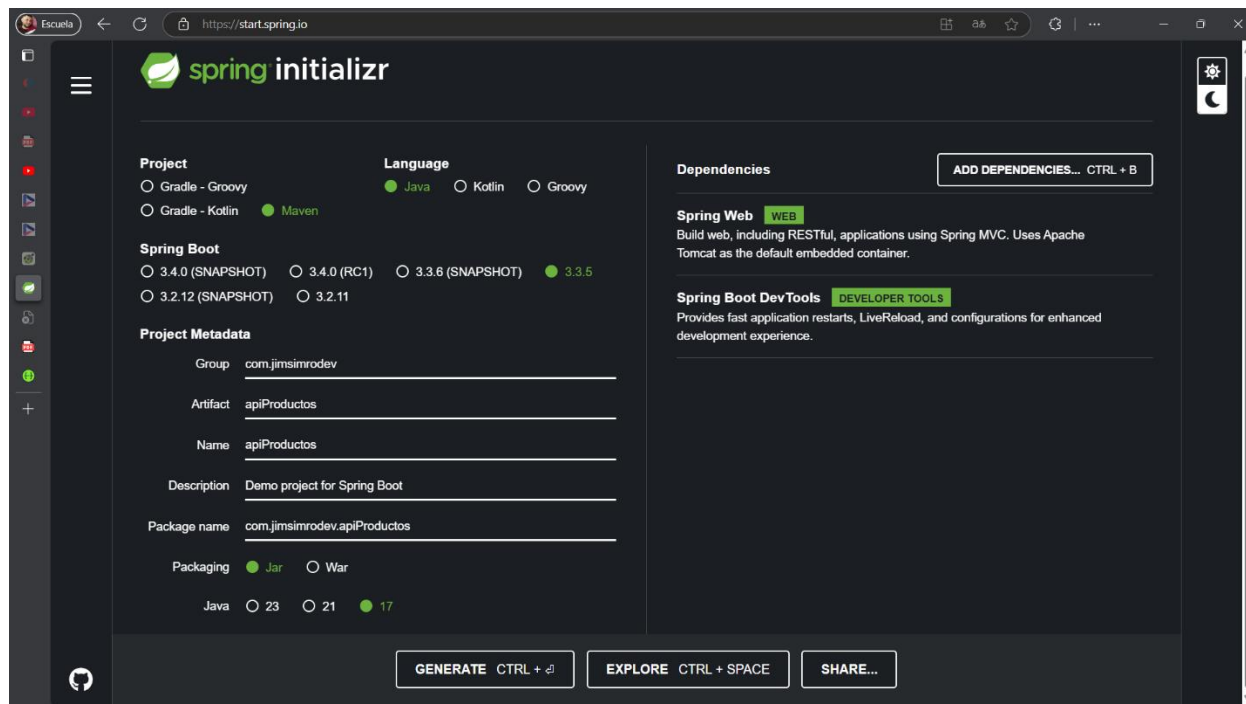 Escuela
https://start.spring.io
spring initializr
Project
Gradle - Groovy
Gradle - Kotlin Maven
Language
Java Kotlin Groovy
Spring Boot
3.4.0 (SNAPSHOT) 3.4.0 (RC1) 3.3.6 (SNAPSHOT) 3.3.5
3.2.12 (SNAPSHOT) 3.2.11
Project Metadata
Group com.jimsimrodev
Artifact apiProductos
Name apiProductos
Description Demo project for Spring Boot
Package name com.jimsimrodev.apiProductos
Packaging Jar War
Java 23 21 17
Dependencies
ADD DEPENDENCIES... CTRL + B
Spring Web WEB
Build web, including RESTful, applications using Spring MVC. Uses Apache
Tomcat as the default embedded container.
Spring Boot DevTools DEVELOPER TOOLS
Provides fast application restarts, LiveReload, and configurations for enhanced
development experience.
GENERATE CTRL + ⏎
EXPLORE CTRL + SPACE
SHARE...